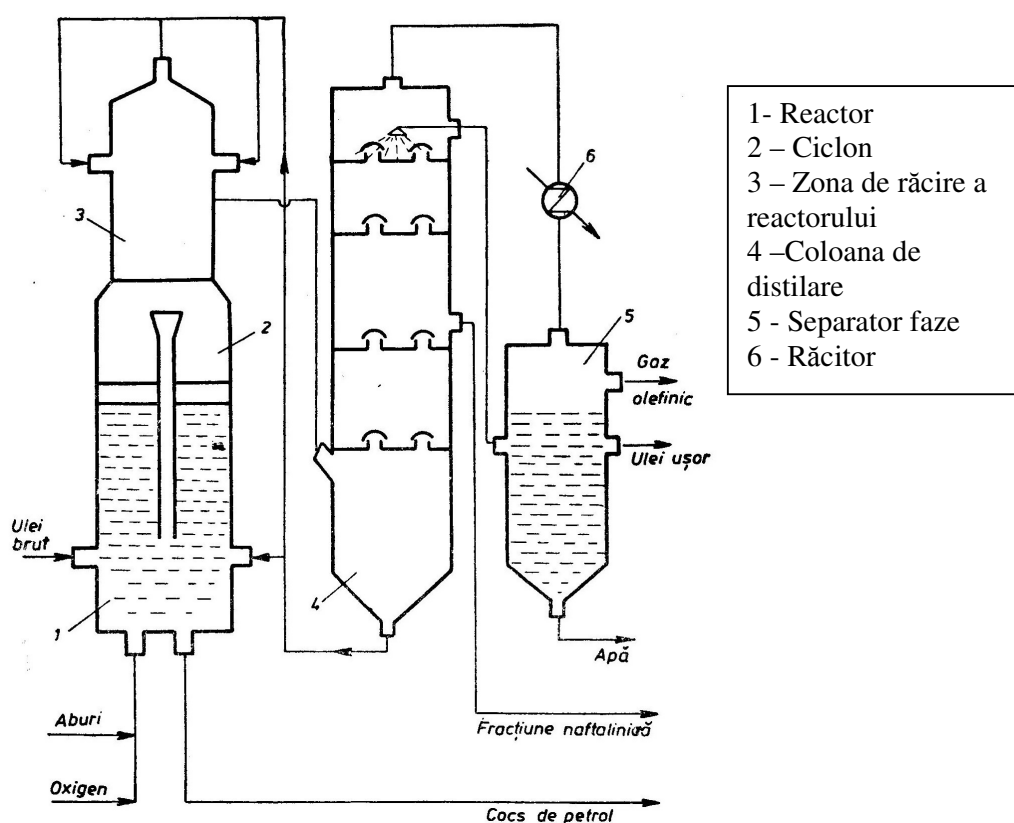 3
2
Ulei
brut
1
Aburi
Oxigen
4
6
5
Gaz
olefinic
Ulei ușor
Apă
Fracțiune naftalinică
Cocs de petrol
1- Reactor
2 – Ciclon
3 – Zona de răcire a
reactorului
4 –Coloana de
distilare
5 - Separator faze
6 - Răcitor